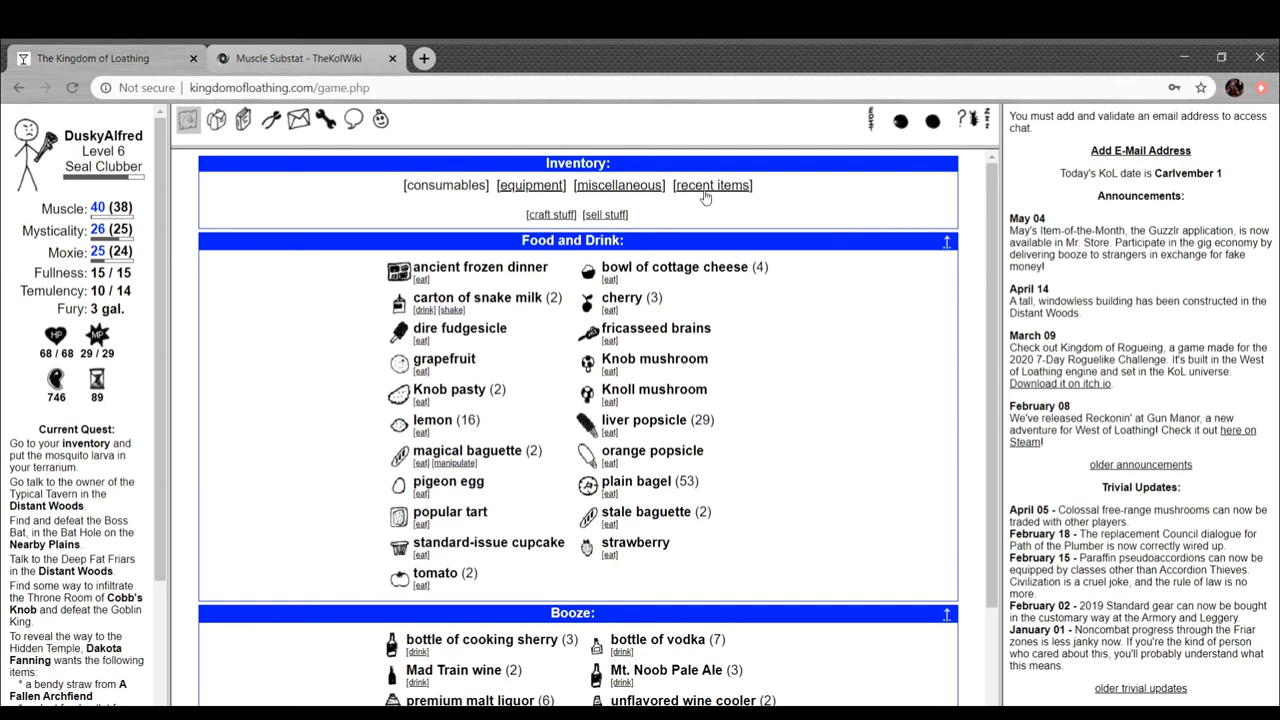 The Kingdom of Loathing
Muscle Substat - TheKolWiki
Not secure | kingdomofloathing.com/game.php
DuskyAlfred
Level 6
Seal Clubber
Muscle: 40 (38)
Mysticality: 26 (25)
Moxie: 25 (24)
Fullness: 15 / 15
Temulency: 10 / 14
Fury: 3 gal.
HP MP
68 / 68 29 / 29
746 89
Current Quest:
Go to your inventory and
put the mosquito larva in
your terrarium.
Go talk to the owner of the
Typical Tavern in the
Distant Woods.
Find and defeat the Boss
Bat, in the Bat Hole on the
Nearby Plains.
Talk to the Deep Fat Friars
in the Distant Woods.
Find some way to infiltrate
the Throne Room of Cobb's
Knob and defeat the Goblin
King.
To reveal the way to the
Hidden Temple, Dakota
Fanning wants the following
items:
* a bendy straw from A
Fallen Archfiend
Inventory:
[consumables] [equipment] [miscellaneous] [recent items]
[craft stuff] [sell stuff]
Food and Drink:
ancient frozen dinner bowl of cottage cheese (4)
[eat] [eat]
carton of snake milk (2) cherry (3)
[drink] [shake] [eat]
dire fudgesicle fricasseed brains
[eat] [eat]
grapefruit Knob mushroom
[eat] [eat]
Knob pasty (2) Knoll mushroom
[eat] [eat]
lemon (16) liver popsicle (29)
[eat] [eat]
magical baguette (2) orange popsicle
[eat] [manipulate] [eat]
pigeon egg plain bagel (53)
[eat] [eat]
popular tart stale baguette (2)
[eat] [eat]
standard-issue cupcake strawberry
[eat] [eat]
tomato (2)
[eat]
Booze:
bottle of cooking sherry (3) bottle of vodka (7)
[drink] [drink]
Mad Train wine (2) Mt. Noob Pale Ale (3)
[drink] [drink]
premium malt liquor (6) unflavored wine cooler (2)
You must add and validate an email address to access
chat.
Add E-Mail Address
Today's KoL date is Carlvember 1
Announcements:
May 04
May's Item-of-the-Month, the Guzzlr application, is now
available in Mr. Store. Participate in the gig economy by
delivering booze to strangers in exchange for fake
money!
April 14
A tall, windowless building has been constructed in the
Distant Woods.
March 09
Check out Kingdom of Rogueing, a game made for the
2020 7-Day Roguelike Challenge. It's built in the West
of Loathing engine and set in the KoL universe.
Download it on itch.io.
February 08
We've released Reckonin' at Gun Manor, a new
adventure for West of Loathing! Check it out here on
Steam!
older announcements
Trivial Updates:
April 05 - Colossal free-range mushrooms can now be
traded with other players.
February 18 - The replacement Council dialogue for
Path of the Plumber is now correctly wired up.
February 15 - Paraffin pseudoaccordions can now be
equipped by classes other than Accordion Thieves.
Civilization is a cruel joke, and the rule of law is no
more.
February 02 - 2019 Standard gear can now be bought
in the customary way at the Armory and Leggery.
January 01 - Noncombat progress through the Friar
zones is less janky now. If you're the kind of person
who cared about this, you'll probably understand what
this means.
older trivial updates